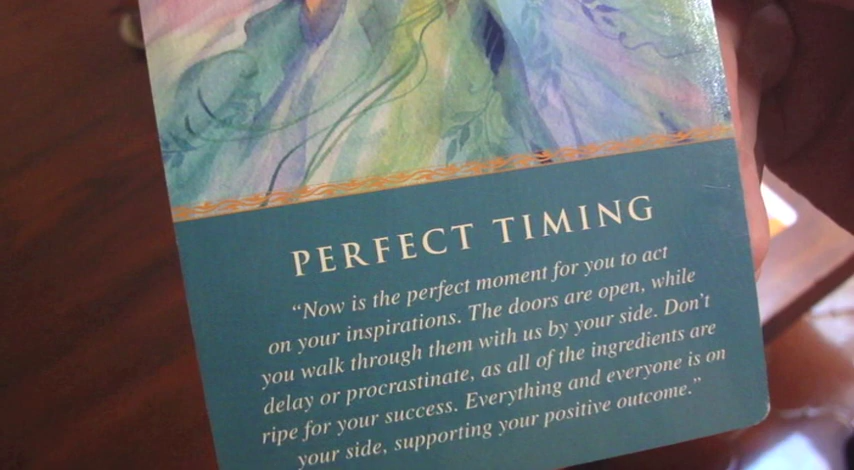 PERFECT TIMING
“Now is the perfect moment for you to act
on your inspirations. The doors are open, while
you walk through them with us by your side. Don’t
delay or procrastinate, as all of the ingredients are
ripe for your success. Everything and everyone is on
your side, supporting your positive outcome.”